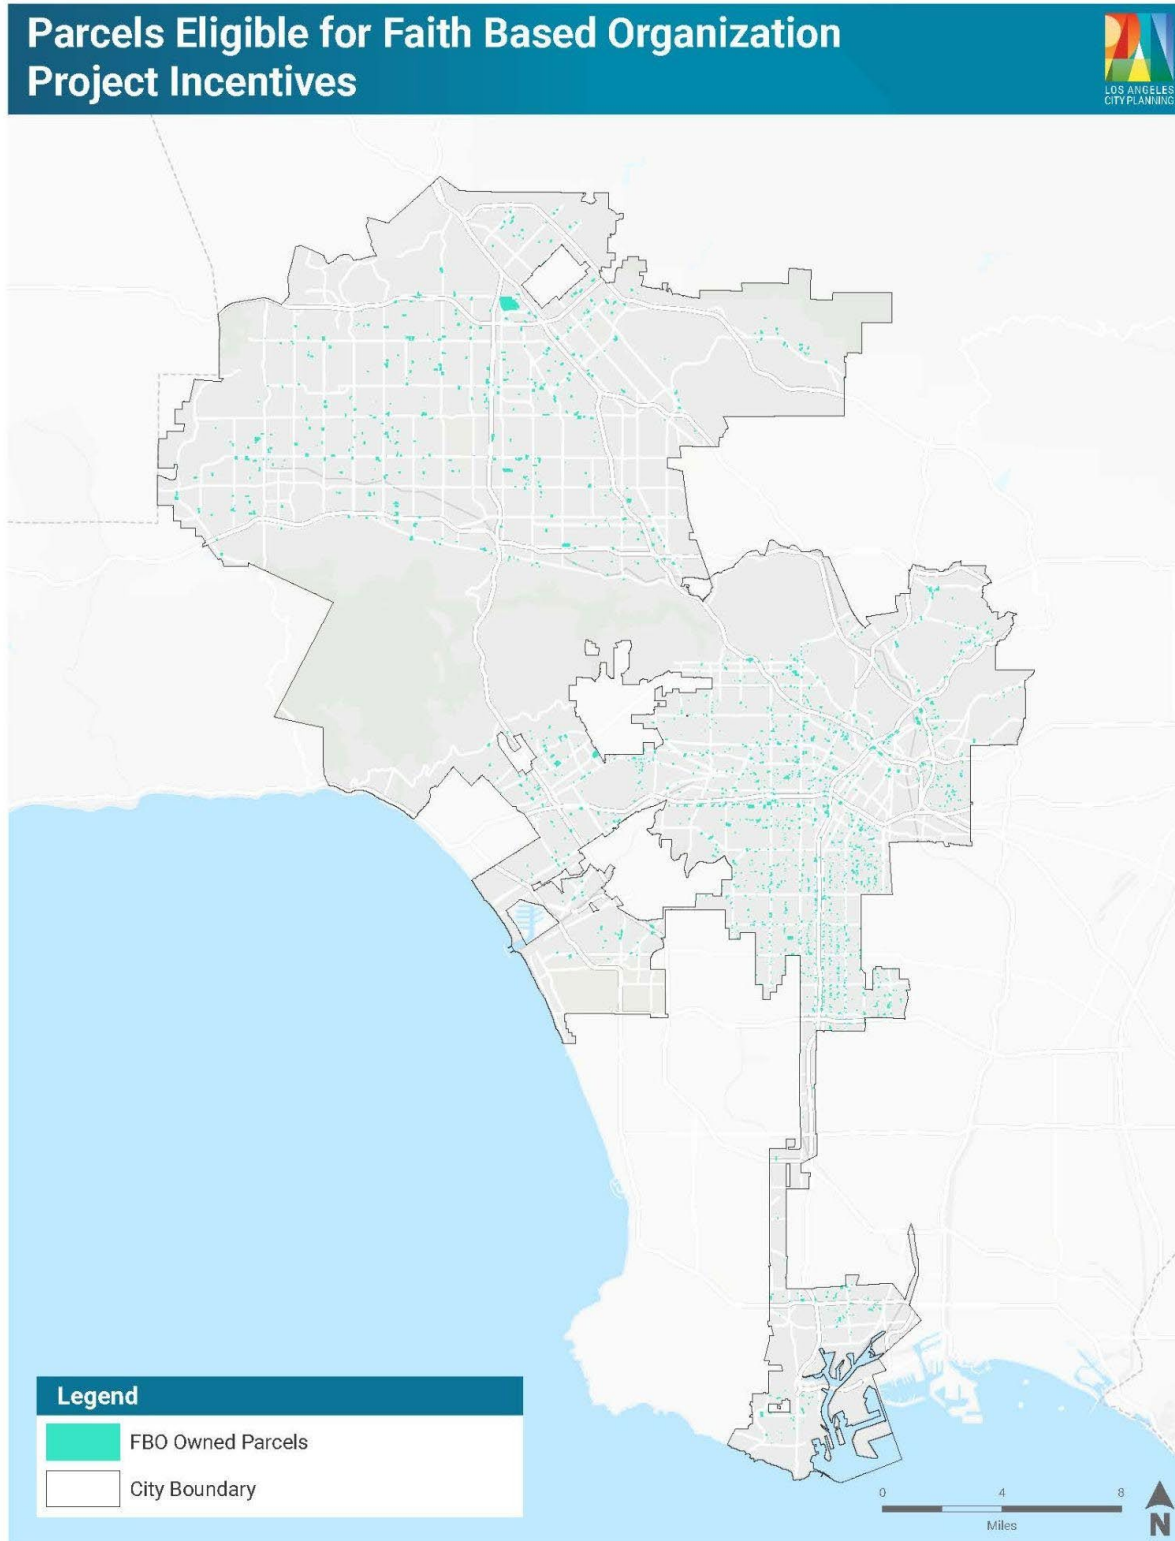 Parcels Eligible for Faith Based Organization
Project Incentives
LOS ANGELES
CITY PLANNING
Legend
FBO Owned Parcels
City Boundary
0 4 8
Miles
N